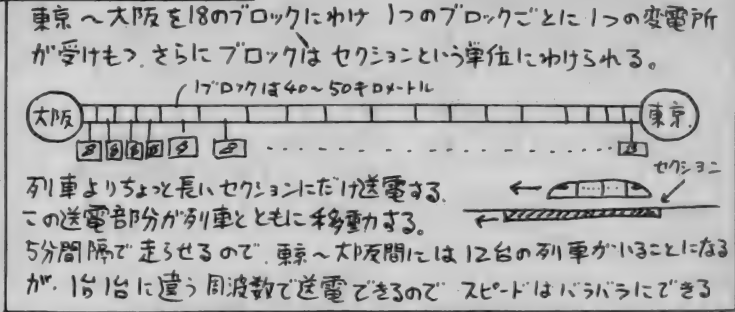 東京〜大阪を18のブロックにわけ 1つのブロックごとに1つの変電所
が受けもつ。さらにブロックはセクションという単位にわけられる。
1ブロックは40〜50キロメートル
大阪
東京
セクション
列車よりちょっと長いセクションにだけ送電する。
この送電部分が列車とともに移動する。
5分間隔で走らせるので、東京〜大阪間には12台の列車がいることになる
が、1台1台に違う周波数で送電できるので スピードはバラバラにできる